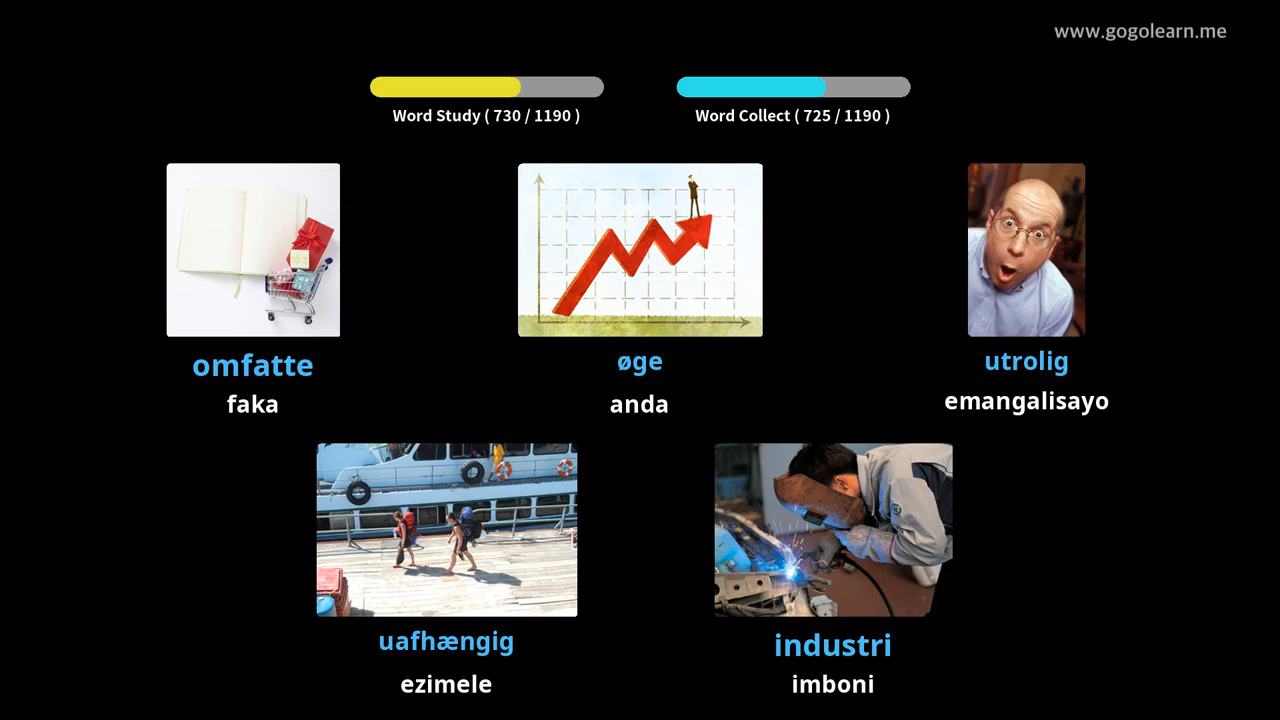 www.gogolearn.me
Word Study ( 730 / 1190 )
Word Collect ( 725 / 1190 )
omfatte
faka
øge
anda
utrolig
emangalisayo
uafhængig
ezimele
industri
imboni